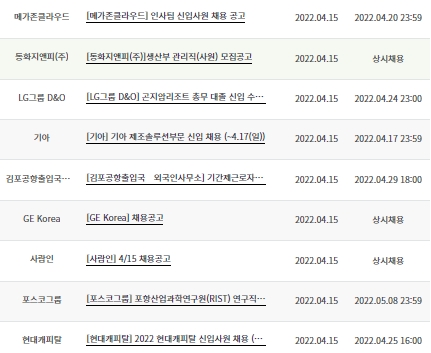 메가존클라우드 [메가존클라우드] 인사팀 신입사원 채용 공고 2022.04.15 2022.04.20 23:59
동화지앤피(주) [동화지앤피(주)]생산부 관리직(사원) 모집공고 2022.04.15 상시채용
LG그룹 D&O [LG그룹 D&O] 곤지암리조트 총무 대졸 신입 수··· 2022.04.15 2022.04.24 23:00
기아 [기아] 기아 제조솔루션부문 신입 채용 (~4.17(일)) 2022.04.15 2022.04.17 23:59
김포공항출입국··· [김포공항출입국 외국인사무소] 기간제근로자··· 2022.04.15 2022.04.29 18:00
GE Korea [GE Korea] 채용공고 2022.04.15 상시채용
사람인 [사람인] 4/15 채용공고 2022.04.15 상시채용
포스코그룹 [포스코그룹] 포항산업과학연구원(RIST) 연구직··· 2022.04.15 2022.05.08 23:59
현대캐피탈 [현대캐피탈] 2022 현대캐피탈 신입사원 채용 (··· 2022.04.15 2022.04.25 16:00